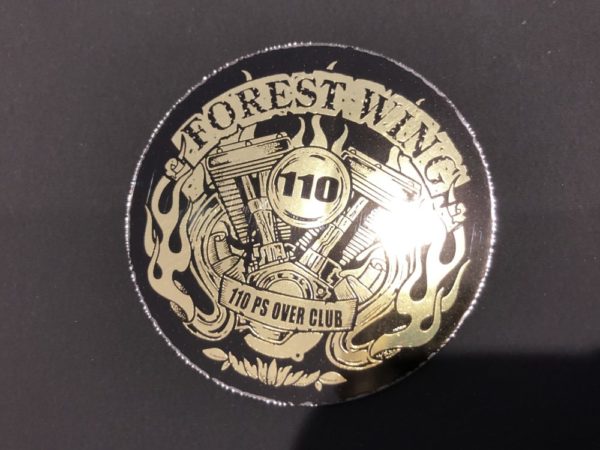 FOREST WING
110
110 PS OVER CLUB